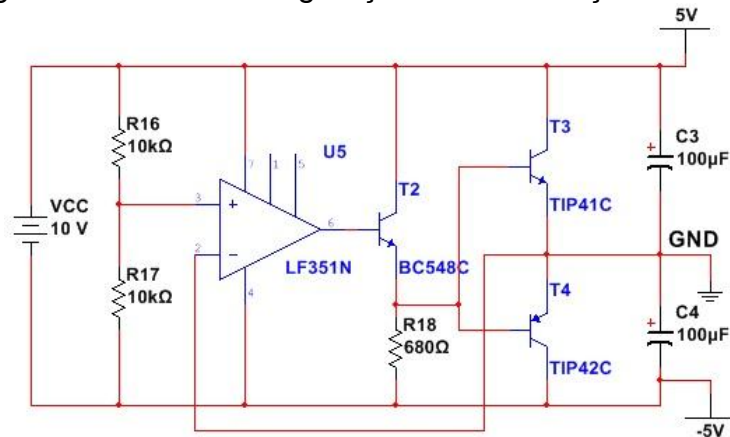 5V
R16
10kΩ
U5
T3
C3
100µF
7
1
5
T2
3
VCC
10 V
6
TIP41C
GND
2
LF351N
BC548C
R17
10kΩ
4
T4
C4
100µF
R18
680Ω
TIP42C
-5V